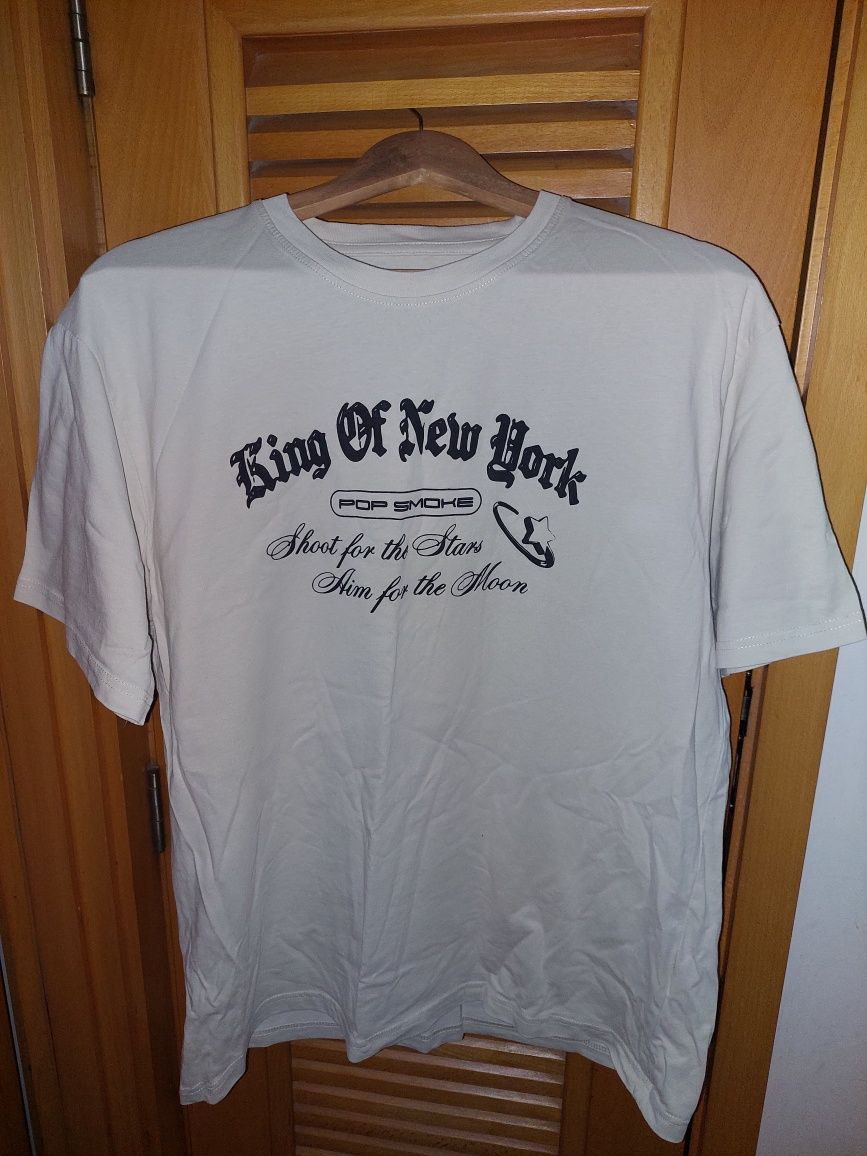 King Of New York
POP SMOKE
Shoot for the Stars
Aim for the Moon